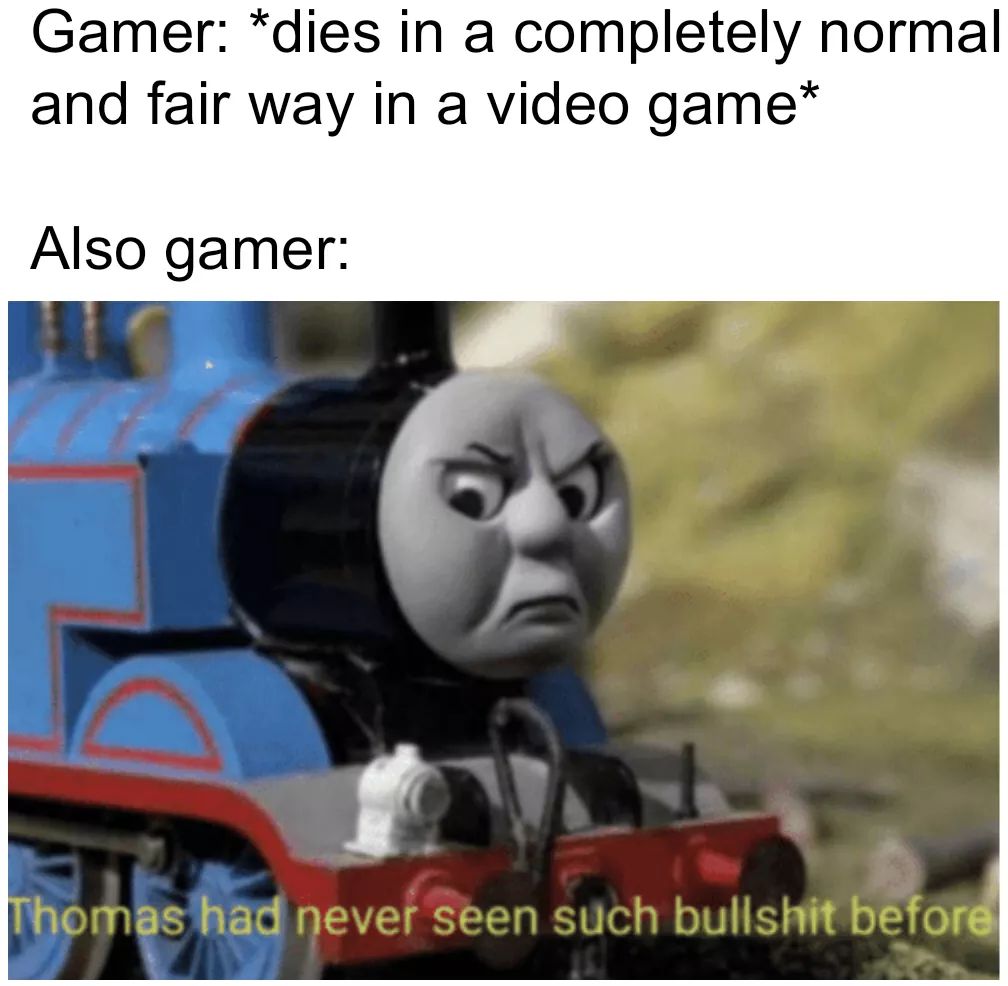 Gamer: *dies in a completely normal
and fair way in a video game*
Also gamer:
Thomas had never seen such bullshit before